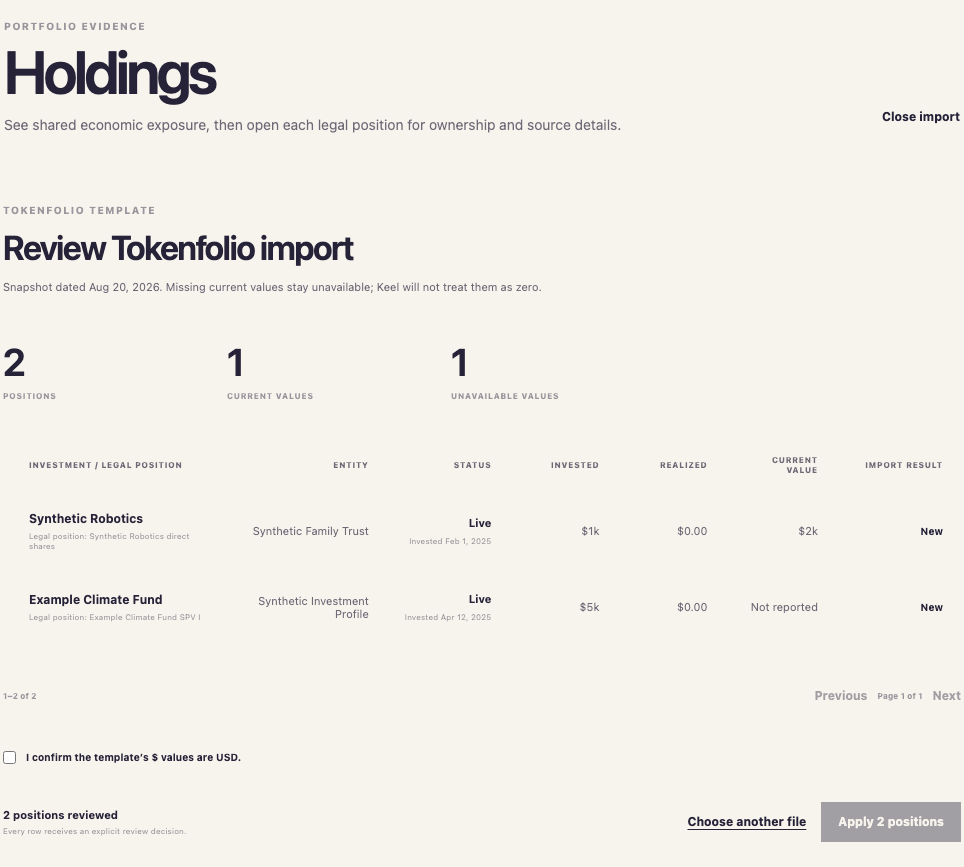 PORTFOLIO EVIDENCE
Holdings
See shared economic exposure, then open each legal position for ownership and source details.
Close import
TOKENFOLIO TEMPLATE
Review Tokenfolio import
Snapshot dated Aug 20, 2026. Missing current values stay unavailable; Keel will not treat them as zero.
2
POSITIONS
1
CURRENT VALUES
1
UNAVAILABLE VALUES
INVESTMENT / LEGAL POSITION
ENTITY
STATUS
INVESTED
REALIZED
CURRENT
VALUE
IMPORT RESULT
Synthetic Robotics
Legal position: Synthetic Robotics direct
shares
Synthetic Family Trust
Live
Invested Feb 1, 2025
$1k
$0.00
$2k
New
Example Climate Fund
Legal position: Example Climate Fund SPV I
Synthetic Investment
Profile
Live
Invested Apr 12, 2025
$5k
$0.00
Not reported
New
1–2 of 2
Previous
Page 1 of 1
Next
I confirm the template's $ values are USD.
2 positions reviewed
Every row receives an explicit review decision.
Choose another file
Apply 2 positions